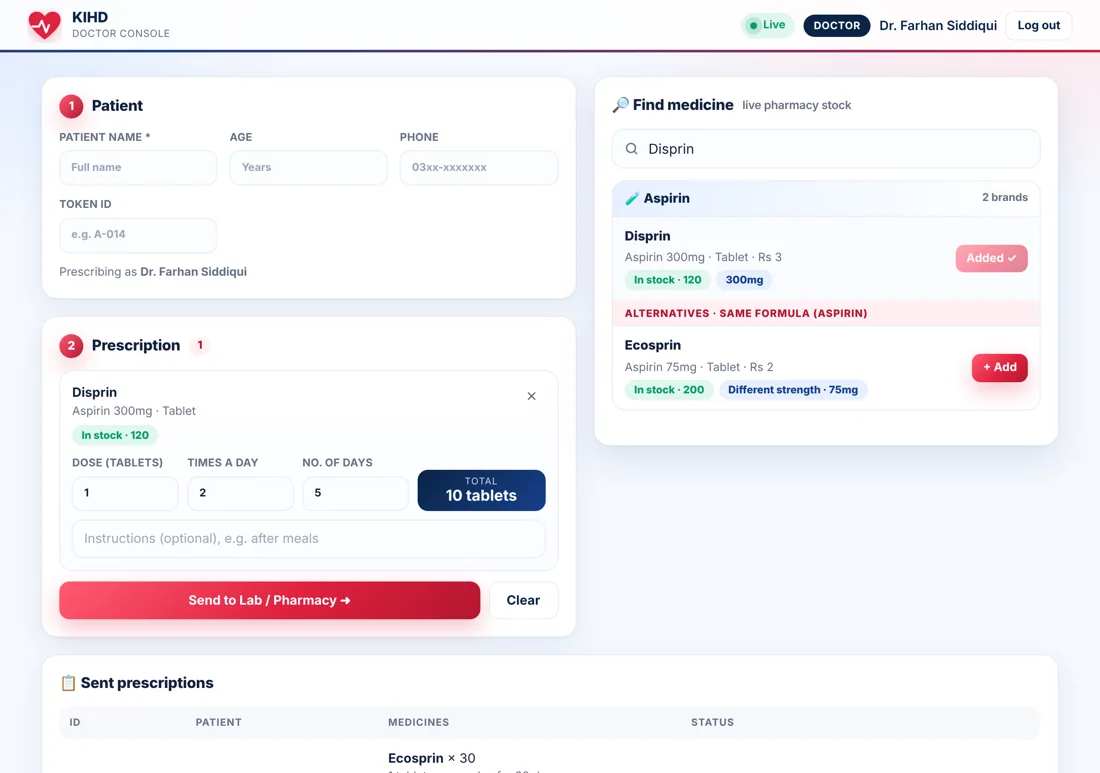 KIHD
DOCTOR CONSOLE
Live
DOCTOR
Dr. Farhan Siddiqui
Log out
1 Patient
PATIENT NAME *
AGE
PHONE
Full name
Years
03xx-xxxxxxx
TOKEN ID
e.g. A-014
Prescribing as Dr. Farhan Siddiqui
2 Prescription 1
Disprin
Aspirin 300mg · Tablet
In stock · 120
DOSE (TABLETS)
TIMES A DAY
NO. OF DAYS
1
2
5
TOTAL
10 tablets
Instructions (optional), e.g. after meals
Send to Lab / Pharmacy ➜
Clear
🔎 Find medicine live pharmacy stock
Disprin
🧪 Aspirin
2 brands
Disprin
Aspirin 300mg · Tablet · Rs 3
In stock · 120
300mg
Added ✓
ALTERNATIVES · SAME FORMULA (ASPIRIN)
Ecosprin
Aspirin 75mg · Tablet · Rs 2
In stock · 200
Different strength · 75mg
+ Add
📋 Sent prescriptions
ID
PATIENT
MEDICINES
STATUS
Ecosprin × 30